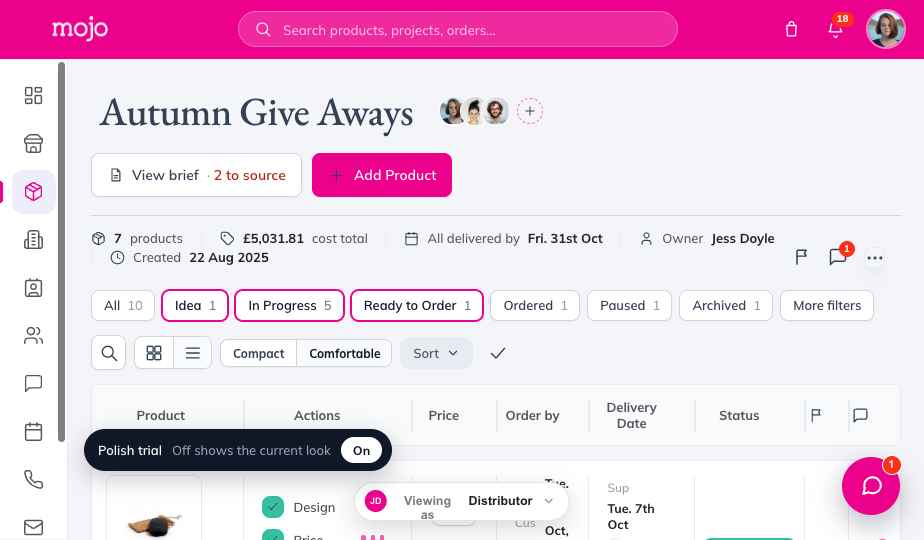 mojo
Search products, projects, orders...
18
Autumn Give Aways
View brief · 2 to source
Add Product
7 products
£5,031.81 cost total
All delivered by Fri. 31st Oct
Owner Jess Doyle
Created 22 Aug 2025
1
All 10
Idea 1
In Progress 5
Ready to Order 1
Ordered 1
Paused 1
Archived 1
More filters
Compact
Comfortable
Sort
Product
Actions
Price
Order by
Delivery
Date
Status
Polish trial Off shows the current look On
Design
Price
JD
Viewing
as
Distributor
Tue.
Cus
Oct,
Sup
Tue. 7th
Oct
1